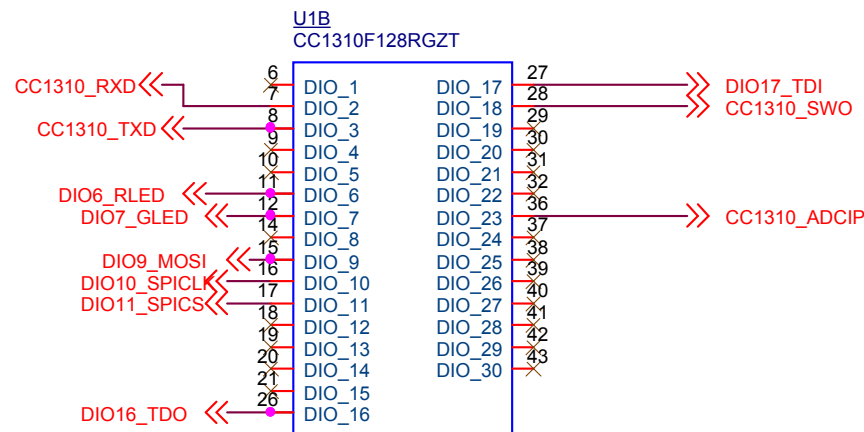 U1B
CC1310F128RGZT
6 DIO_1 DIO_17 27 DIO17_TDI
CC1310_RXD 7 DIO_2 DIO_18 28 CC1310_SWO
CC1310_TXD 8 DIO_3 DIO_19 29
9 DIO_4 DIO_20 30
10 DIO_5 DIO_21 31
DIO6_RLED 11 DIO_6 DIO_22 32
DIO7_GLED 12 DIO_7 DIO_23 36 CC1310_ADCIP
14 DIO_8 DIO_24 37
DIO9_MOSI 15 DIO_9 DIO_25 38
DIO10_SPICLK 16 DIO_10 DIO_26 39
DIO11_SPICS 17 DIO_11 DIO_27 40
18 DIO_12 DIO_28 41
19 DIO_13 DIO_29 42
20 DIO_14 DIO_30 43
21 DIO_15
DIO16_TDO 26 DIO_16